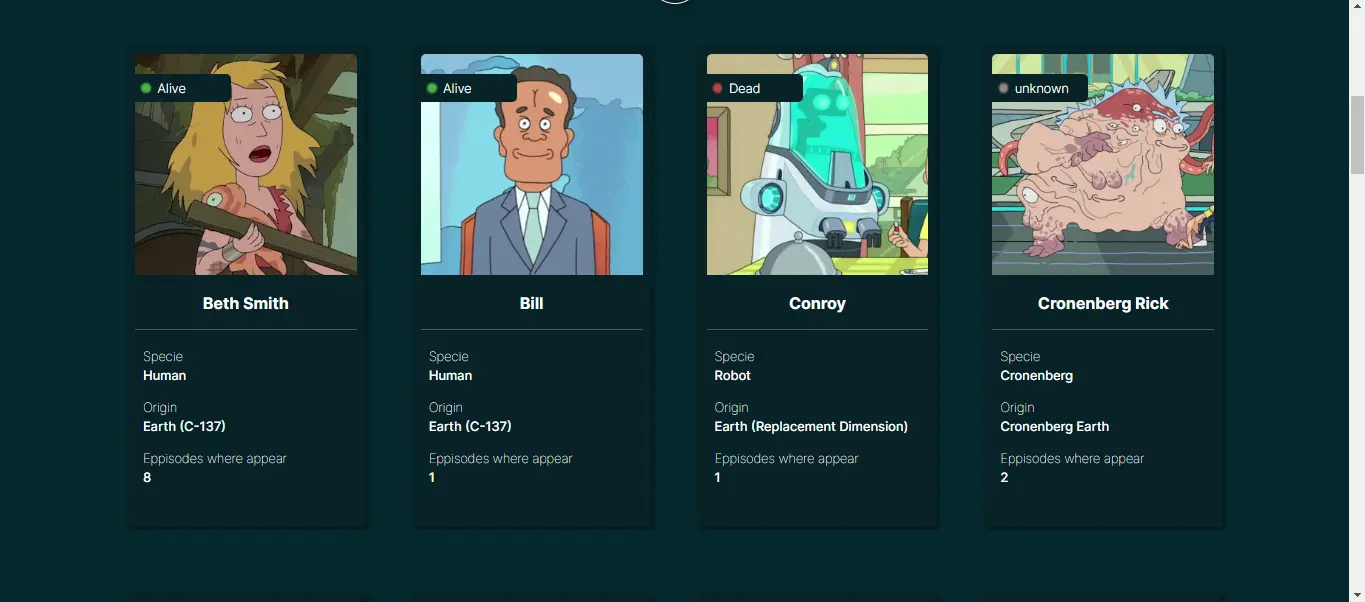 Alive
Beth Smith
Specie
Human
Origin
Earth (C-137)
Eppisodes where appear
8
Alive
Bill
Specie
Human
Origin
Earth (C-137)
Eppisodes where appear
1
Dead
Conroy
Specie
Robot
Origin
Earth (Replacement Dimension)
Eppisodes where appear
1
unknown
Cronenberg Rick
Specie
Cronenberg
Origin
Cronenberg Earth
Eppisodes where appear
2